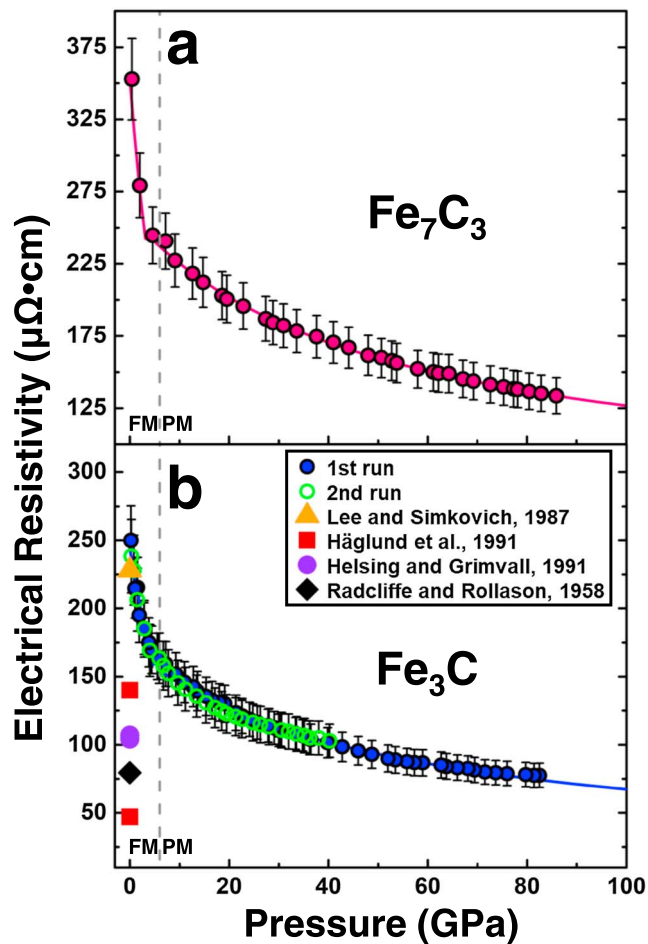 Electrical Resistivity (μΩ•cm)
a
375
325
275
225
175
125
Fe7C3
FM PM
b
300
250
200
150
100
50
1st run
2nd run
Lee and Simkovich, 1987
Häglund et al., 1991
Helsing and Grimvall, 1991
Radcliffe and Rollason, 1958
Fe3C
FM PM
0 20 40 60 80 100
Pressure (GPa)